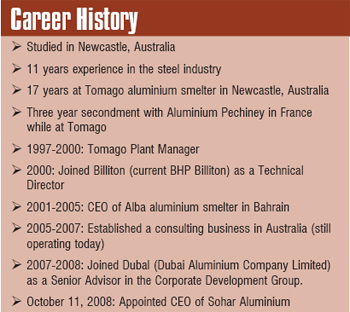 Career History
➢ Studied in Newcastle, Australia
➢ 11 years experience in the steel industry
➢ 17 years at Tomago aluminium smelter in Newcastle, Australia
➢ Three year secondment with Aluminium Pechiney in France
while at Tomago
➢ 1997-2000: Tomago Plant Manager
➢ 2000: Joined Billiton (current BHP Billiton) as a Technical
Director
➢ 2001-2005: CEO of Alba aluminium smelter in Bahrain
➢ 2005-2007: Established a consulting business in Australia (still
operating today)
➢ 2007-2008: Joined Dubal (Dubai Aluminium Company Limited)
as a Senior Advisor in the Corporate Development Group.
➢ October 11, 2008: Appointed CEO of Sohar Aluminium